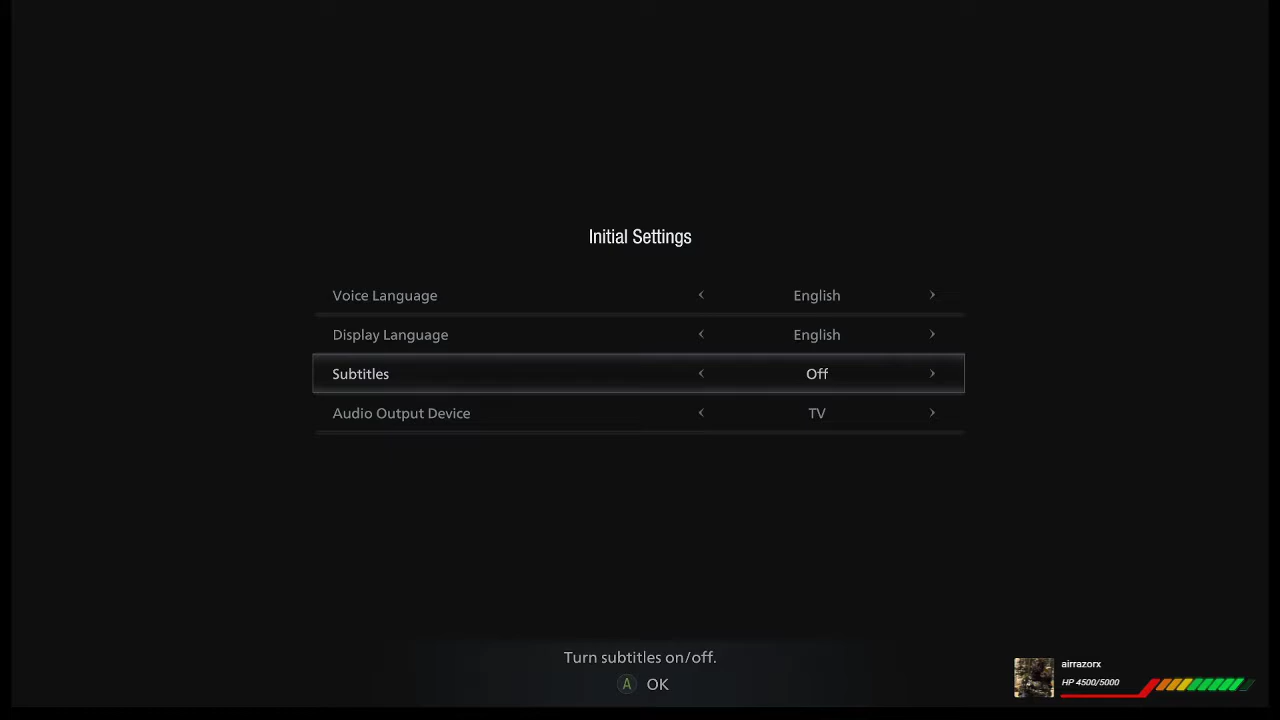 Initial Settings
Voice Language < English >
Display Language < English >
Subtitles < Off >
Audio Output Device < TV >
Turn subtitles on/off.
A OK
airrazorx
HP 4500/5000